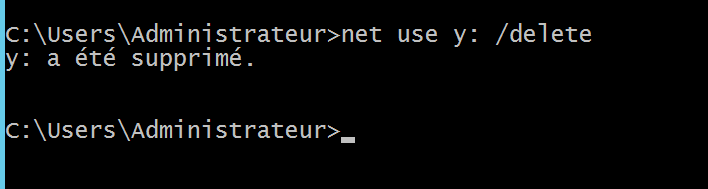 C:\Users\Administrateur>net use y: /delete
y: a été supprimé.
C:\Users\Administrateur>